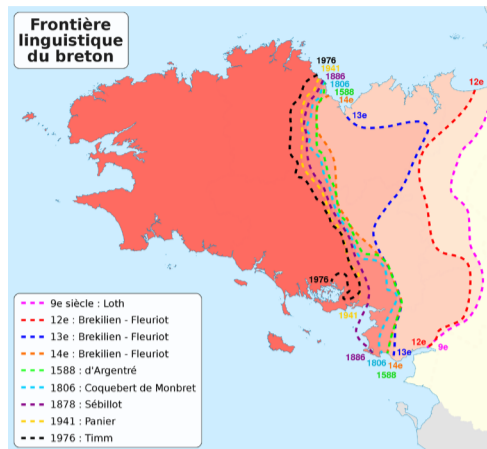 Frontière
linguistique
du breton
1976
1941
1886
1806
1588
14e
13e
12e
1976
1941
1886
1806
1588
14e
13e
12e
9e
9e siècle : Loth
12e : Brekilien - Fleuriot
13e : Brekilien - Fleuriot
14e : Brekilien - Fleuriot
1588 : d'Argentré
1806 : Coquebert de Monbret
1878 : Sébillot
1941 : Panier
1976 : Timm